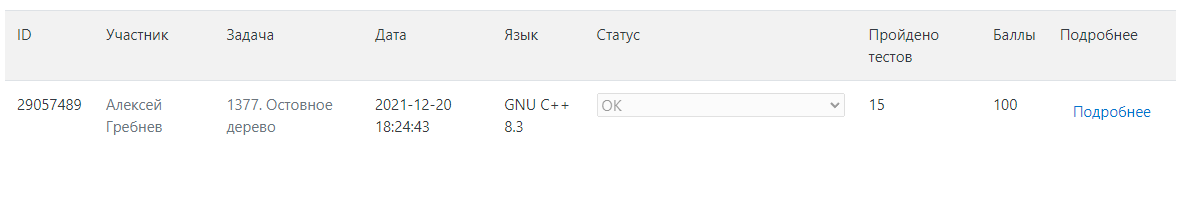 ID Участник Задача Дата Язык Статус Пройдено тестов Баллы Подробнее
29057489 Алексей Гребнев 1377. Остовное дерево 2021-12-20 18:24:43 GNU C++ 8.3 OK 15 100 Подробнее